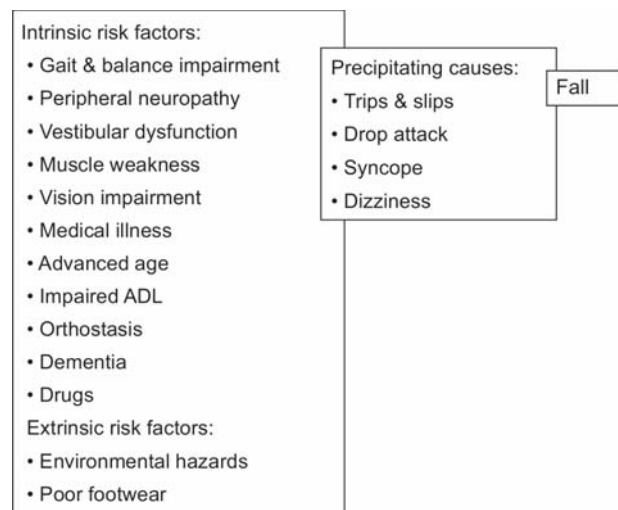 Intrinsic risk factors:
• Gait & balance impairment
• Peripheral neuropathy
• Vestibular dysfunction
• Muscle weakness
• Vision impairment
• Medical illness
• Advanced age
• Impaired ADL
• Orthostasis
• Dementia
• Drugs
Extrinsic risk factors:
• Environmental hazards
• Poor footwear
Precipitating causes:
• Trips & slips
• Drop attack
• Syncope
• Dizziness
Fall